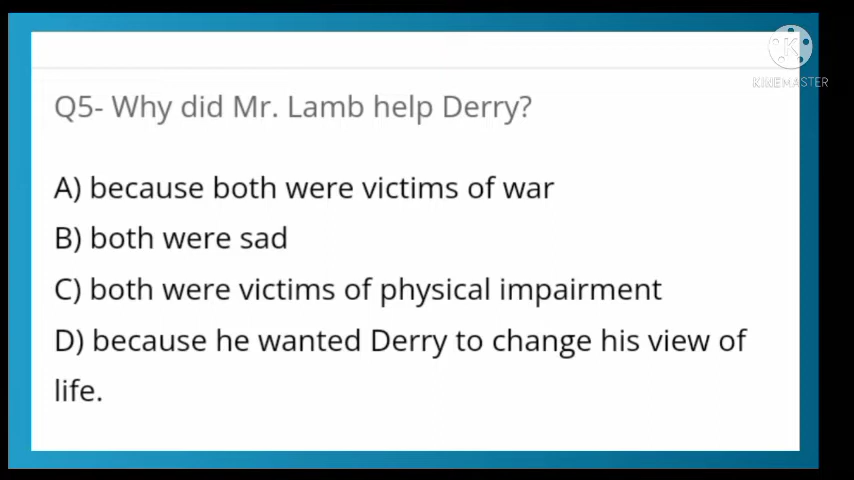 KINEMASTER
Q5- Why did Mr. Lamb help Derry?
A) because both were victims of war
B) both were sad
C) both were victims of physical impairment
D) because he wanted Derry to change his view of
life.